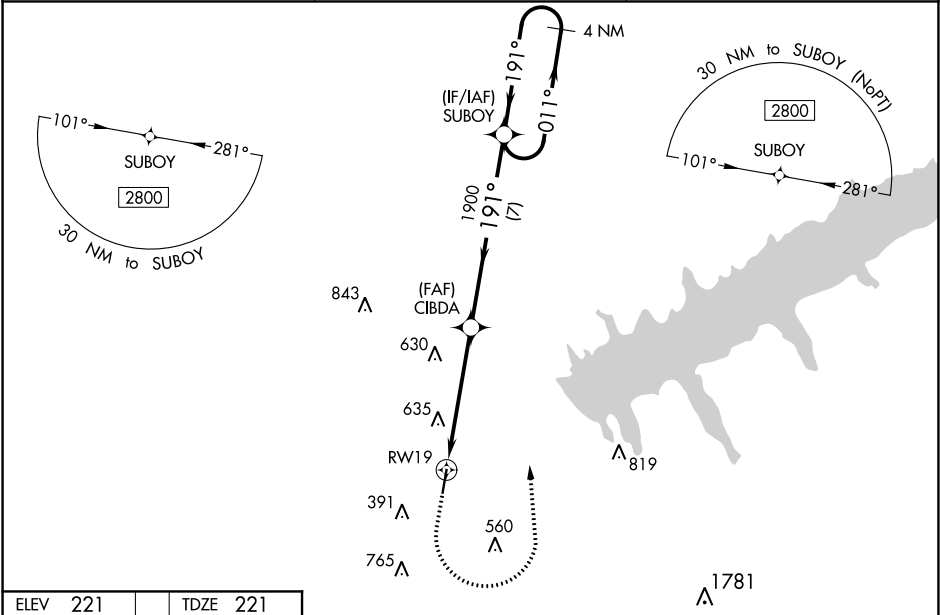 4 NM
191°
011°
(IF/IAF)
SUBOY
1900
191°
(7)
101°
281°
SUBOY
2800
30 NM to SUBOY
30 NM to SUBOY (NoPT)
2800
SUBOY
101°
281°
843
(FAF)
CIBDA
630
635
RW19
819
391
560
765
1781
ELEV 221 TDZE 221